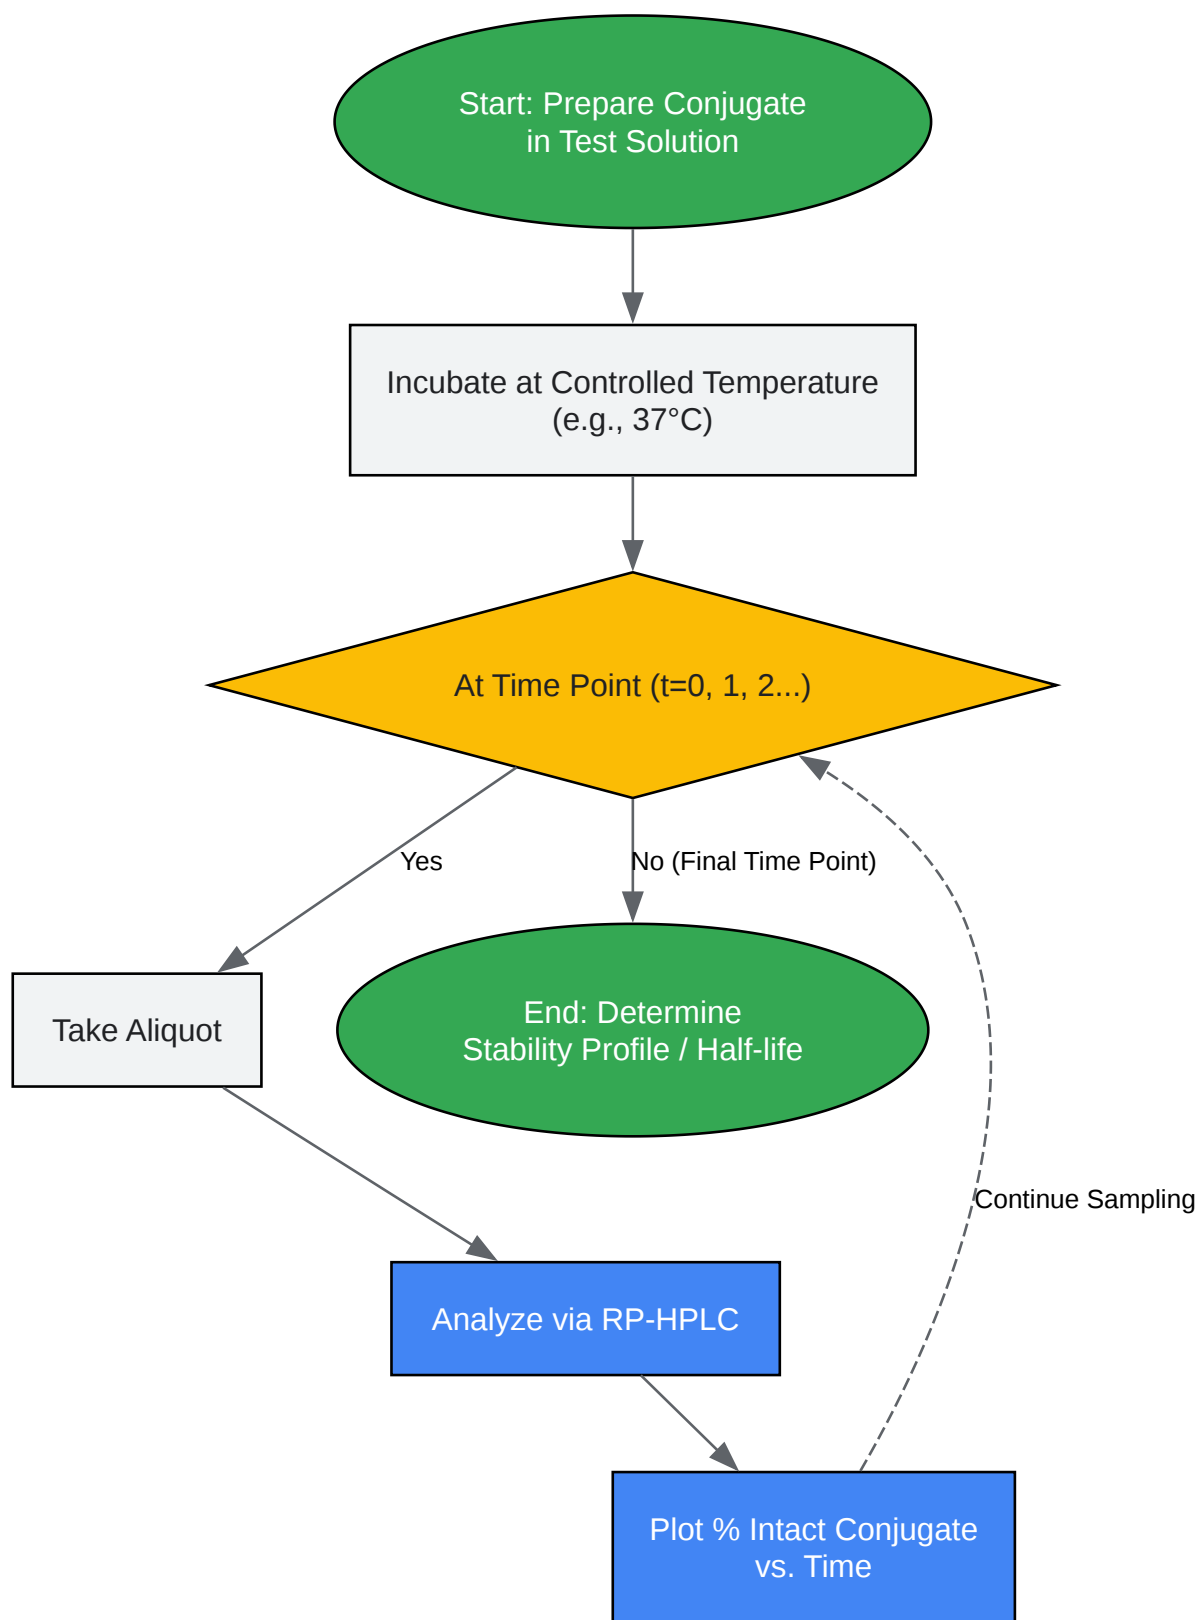 Start: Prepare Conjugate
in Test Solution
Incubate at Controlled Temperature
(e.g., 37°C)
At Time Point (t=0, 1, 2...)
Yes
No (Final Time Point)
Take Aliquot
End: Determine
Stability Profile / Half-life
Continue Sampling
Analyze via RP-HPLC
Plot % Intact Conjugate
vs. Time